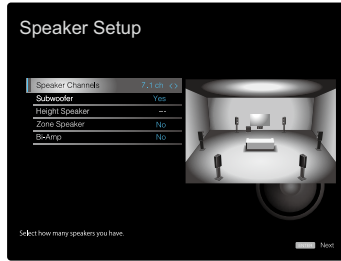 Speaker Setup
Speaker Channels 7.1 ch <>
Subwoofer Yes
Height Speaker ---
Zone Speaker No
Bi-Amp No
Select how many speakers you have.
Next